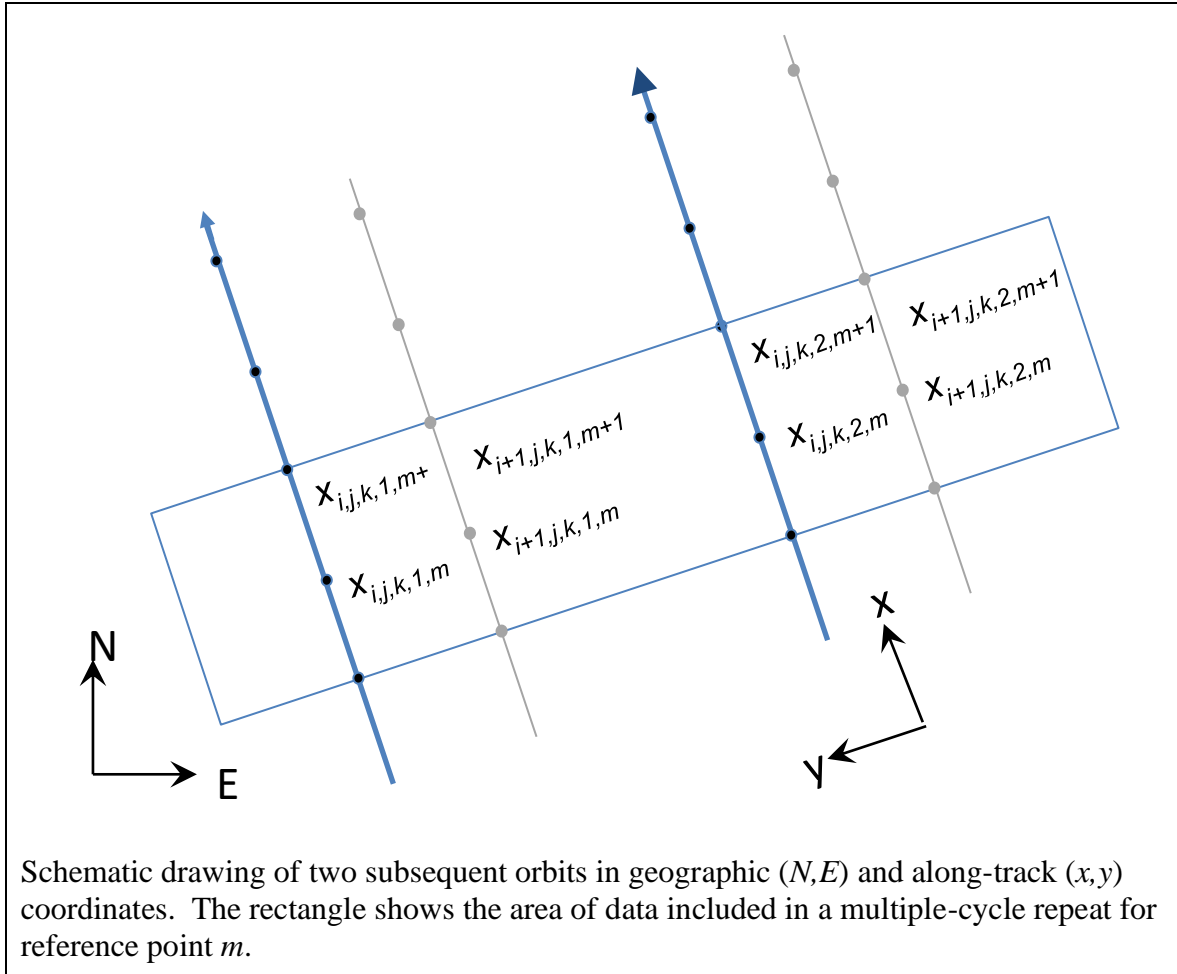 x_{i+1,j,k,2,m+1}
x_{i,j,k,2,m+1}
x_{i+1,j,k,2,m}
x_{i,j,k,2,m}
x_{i+1,j,k,1,m+1}
x_{i,j,k,1,m+}
x_{i+1,j,k,1,m}
x_{i,j,k,1,m}
x
N
y
E
Schematic drawing of two subsequent orbits in geographic (N,E) and along-track (x,y)
coordinates. The rectangle shows the area of data included in a multiple-cycle repeat for
reference point m.